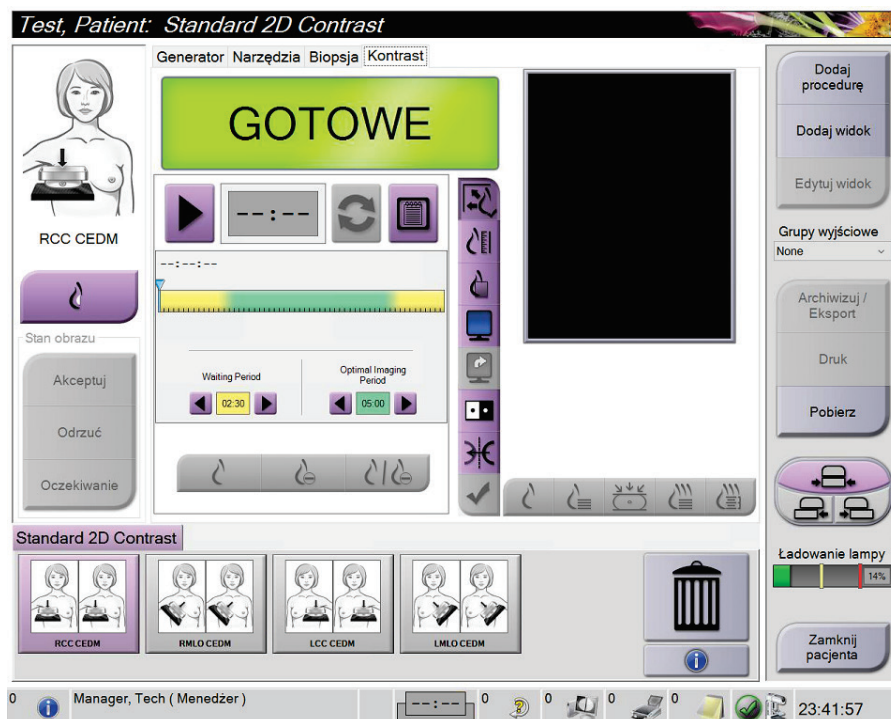 Test, Patient:  Standard 2D Contrast
Generator Narzędzia Biopsja Kontrast
GOTOWE
RCC CEDM
--:--
--:--:--
Waiting Period
Optimal Imaging
Period
02:30
05:00
Stan obrazu
Akceptuj
Odrzuć
Oczekiwanie
Dodaj
procedurę
Dodaj widok
Edytuj widok
Grupy wyjściowe
None
Archiwizuj /
Eksport
Druk
Pobierz
Ładowanie lampy
14%
Zamknij
pacjenta
Standard 2D Contrast
RCC CEDM
RMLO CEDM
LCC CEDM
LMLO CEDM
0
Manager, Tech ( Menedżer )
--:--
0
0
0
0
23:41:57